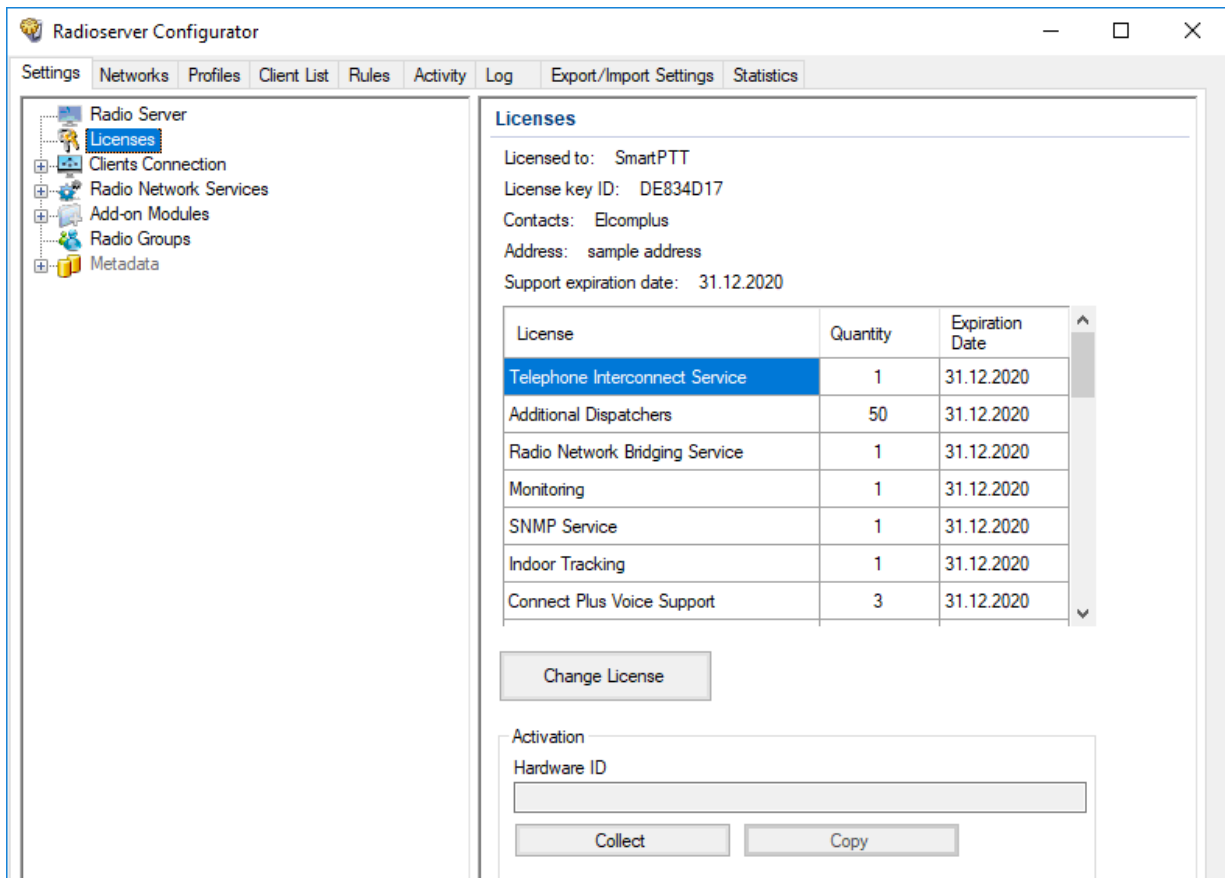 Radioserver Configurator
Settings Networks Profiles Client List Rules Activity Log Export/Import Settings Statistics
Radio Server
Licenses
Clients Connection
Radio Network Services
Add-on Modules
Radio Groups
Metadata
Licenses
Licensed to: SmartPTT
License key ID: DE834D17
Contacts: Elcomplus
Address: sample address
Support expiration date: 31.12.2020
License Quantity Expiration Date
Telephone Interconnect Service 1 31.12.2020
Additional Dispatchers 50 31.12.2020
Radio Network Bridging Service 1 31.12.2020
Monitoring 1 31.12.2020
SNMP Service 1 31.12.2020
Indoor Tracking 1 31.12.2020
Connect Plus Voice Support 3 31.12.2020
Change License
Activation
Hardware ID
Collect Copy